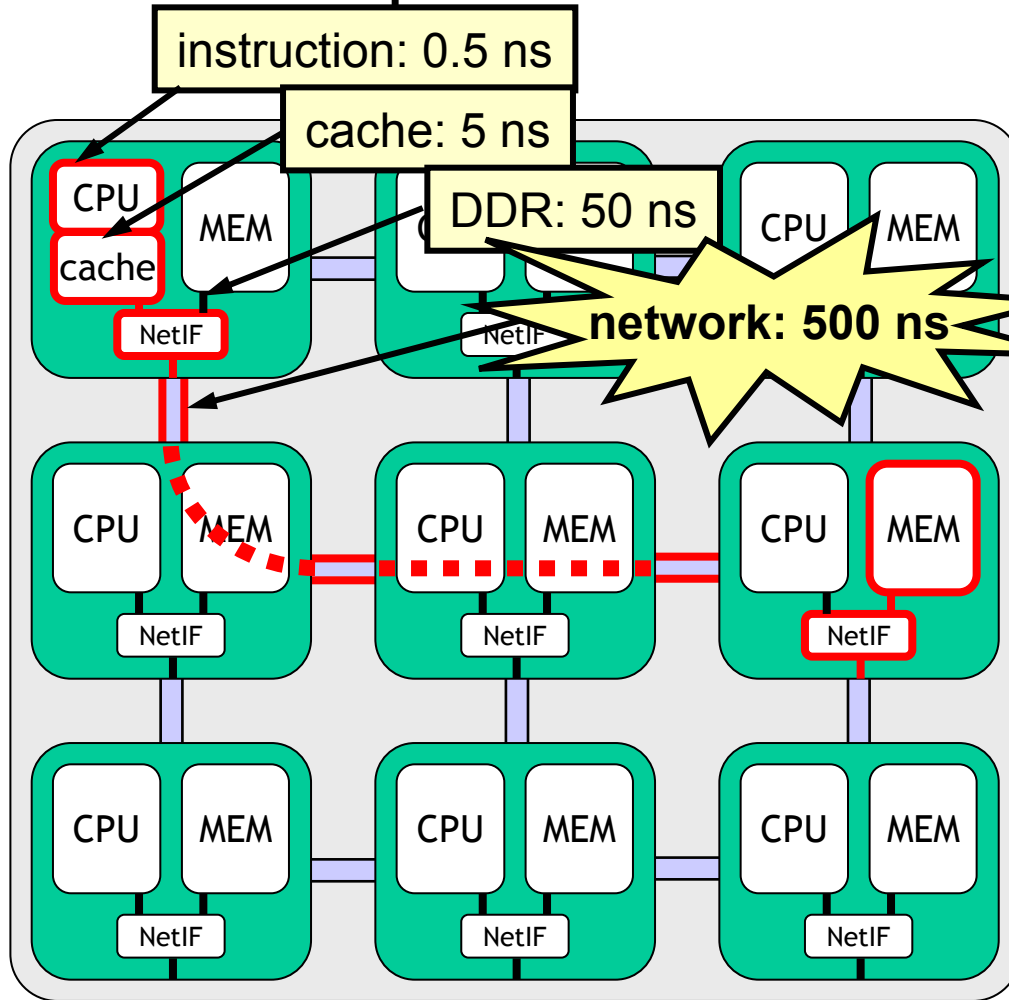 instruction: 0.5 ns
cache: 5 ns
DDR: 50 ns
network: 500 ns
CPU
cache
MEM
NetIF
NetIF
CPU
MEM
CPU
MEM
NetIF
CPU
MEM
NetIF
CPU
MEM
NetIF
CPU
MEM
NetIF
CPU
MEM
NetIF
CPU
MEM
NetIF